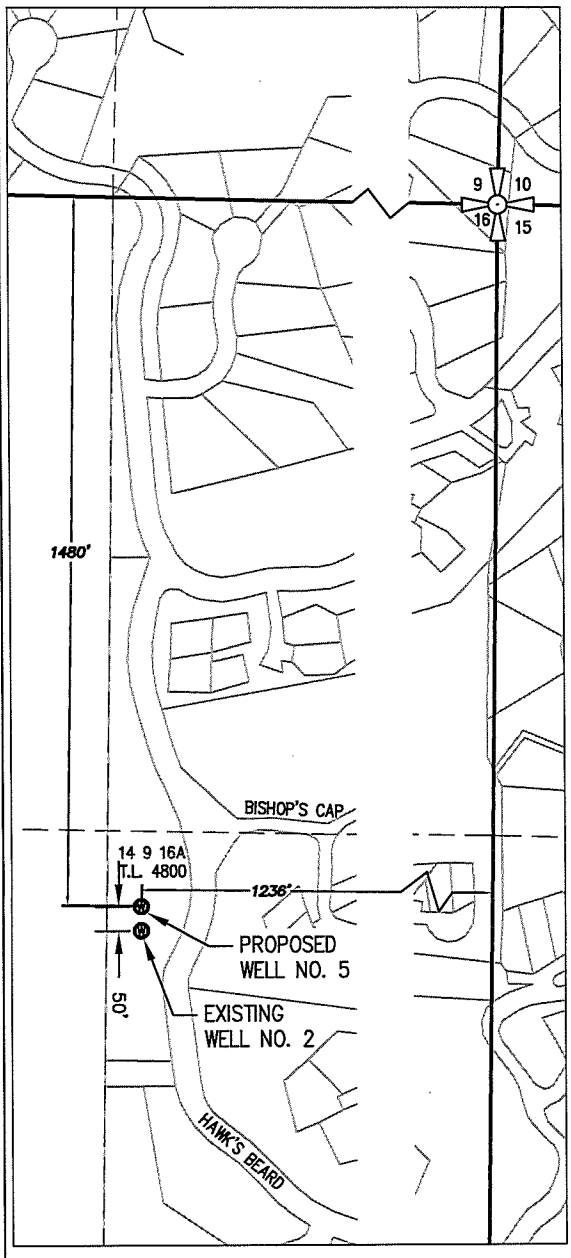 9 10
16 15
1480'
BISHOP'S CAP
14 9 16A
T.L. 4800
1236'
W
PROPOSED
WELL NO. 5
W
50'
EXISTING
WELL NO. 2
HAWK'S BEARD